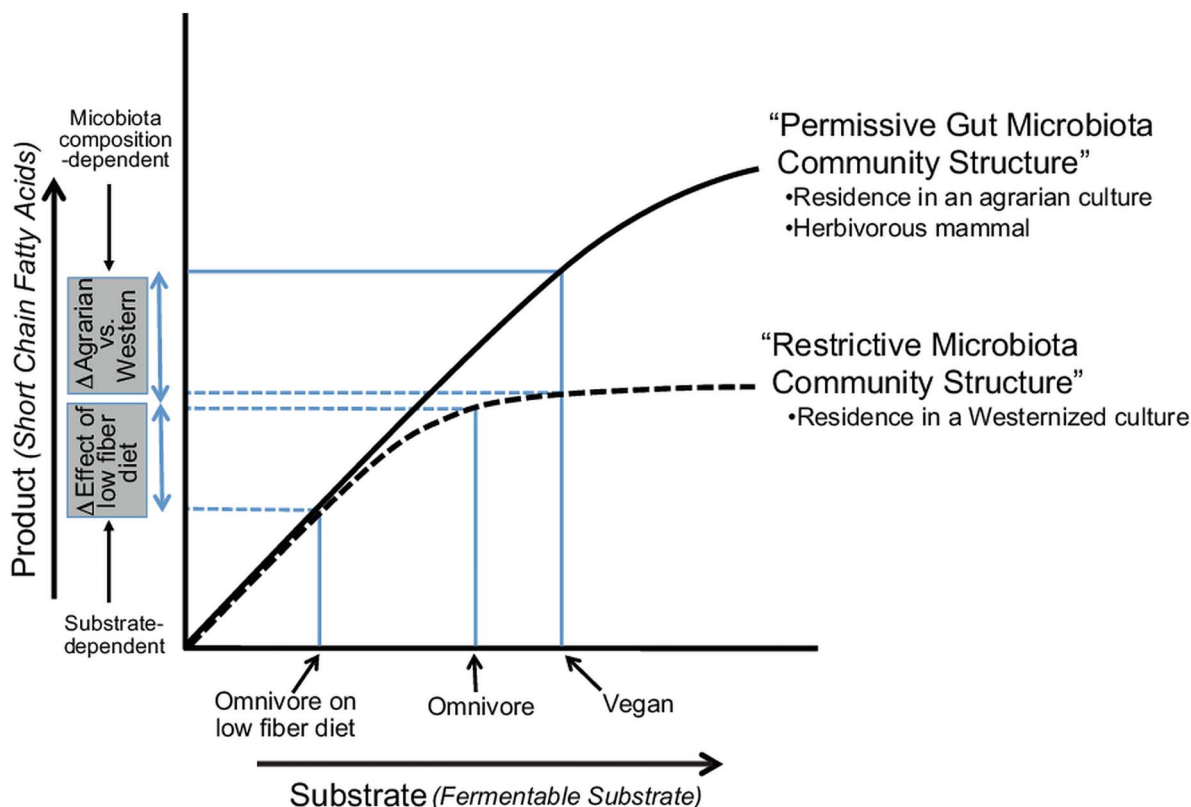 Micobiota
composition
-dependent
Product (Short Chain Fatty Acids)
Δ Agrarian
vs.
Western
Δ Effect of
low fiber
diet
Substrate-
dependent
“Permissive Gut Microbiota
Community Structure”
•Residence in an agrarian culture
•Herbivorous mammal
“Restrictive Microbiota
Community Structure”
•Residence in a Westernized culture
Omnivore on
low fiber diet
Omnivore
Vegan
Substrate (Fermentable Substrate)